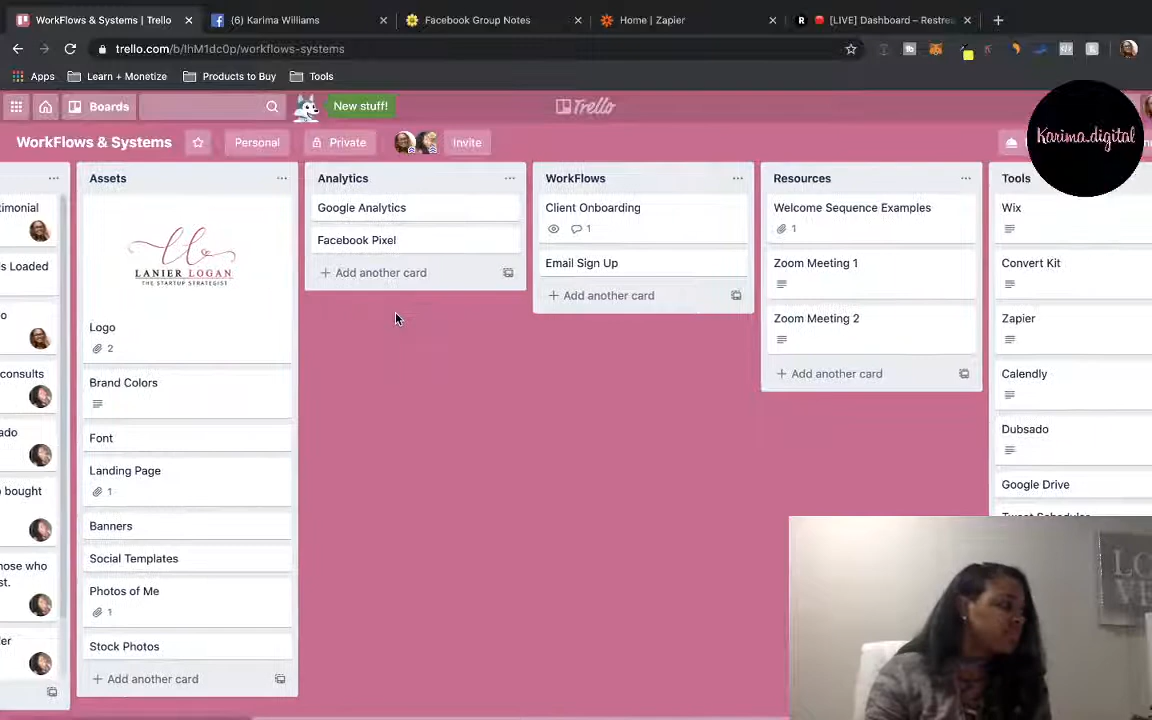 WorkFlows & Systems | Trello
(6) Karima Williams
Facebook Group Notes
Home | Zapier
[LIVE] Dashboard – Restre
trello.com/b/IhM1dc0p/workflows-systems
Apps
Learn + Monetize
Products to Buy
Tools
Boards
New stuff!
Trello
WorkFlows & Systems
Personal
Private
Invite
Karima.digital
timonial
s Loaded
o
consults
ado
bought
nose who
st.
er
Assets
LANIER LOGAN
THE STARTUP STRATEGIST
Logo
2
Brand Colors
Font
Landing Page
1
Banners
Social Templates
Photos of Me
1
Stock Photos
Add another card
Analytics
Google Analytics
Facebook Pixel
Add another card
WorkFlows
Client Onboarding
1
Email Sign Up
Add another card
Resources
Welcome Sequence Examples
1
Zoom Meeting 1
Zoom Meeting 2
Add another card
Tools
Wix
Convert Kit
Zapier
Calendly
Dubsado
Google Drive